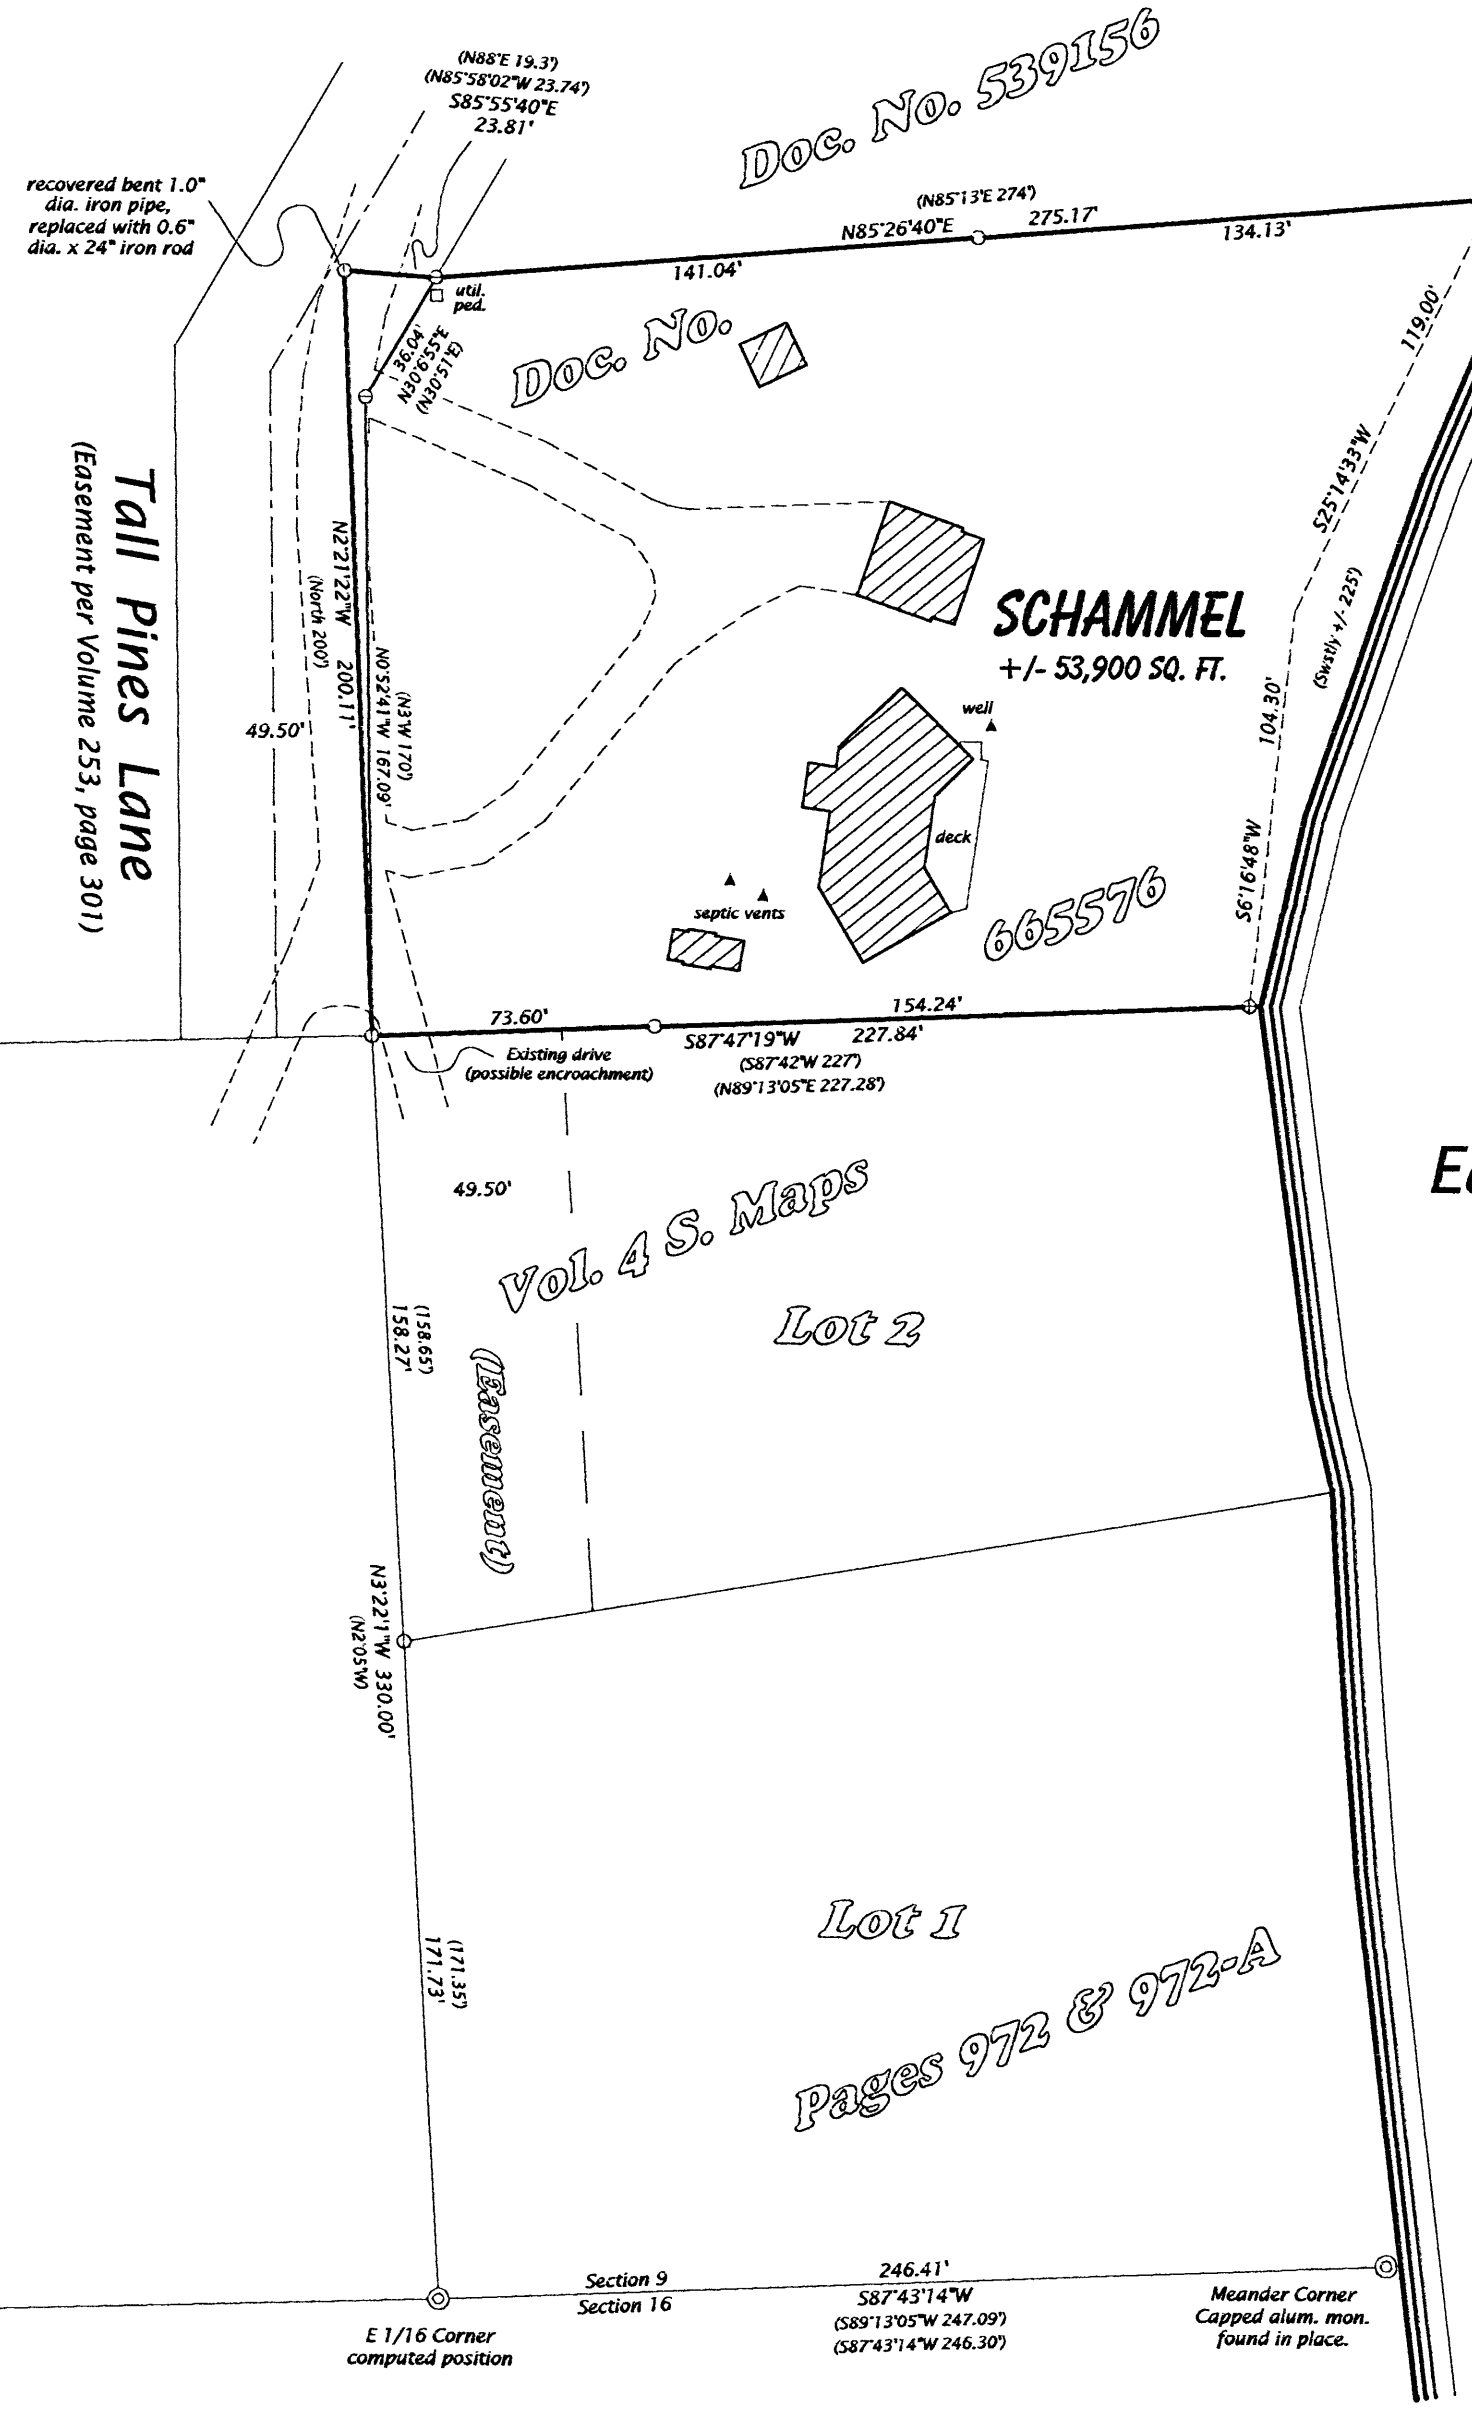 (N88°E 19.3')
(N85°58'02"W 23.74')
S85°55'40"E
23.81'
Doc. No. 539156
recovered bent 1.0"
dia. iron pipe,
replaced with 0.6"
dia. x 24" iron rod
(N85°13'E 274')
N85°26'40"E 275.17'
134.13'
141.04'
util.
ped.
Doc. No.
36.04'
N30°6'55"E
(N30°51'E)
119.00'
S25°14'33"W
(Swstly +/- 225')
Tall Pines Lane
(Easement per Volume 253, page 301)
N2°21'22"W 200.11'
(North 200')
(N3°W 170')
N0°52'41"W 167.09'
49.50'
SCHAMMEL
+/- 53,900 SQ. FT.
well
104.30'
S6°16'48"W
deck
septic vents
665576
73.60'
154.24'
S87°47'19"W 227.84'
(S87°42'W 227')
(N89°13'05"E 227.28')
Existing drive
(possible encroachment)
49.50'
Vol. 4 S. Maps
Lot 2
(158.65')
158.27'
(Easement)
N3°22'1"W 330.00'
(N2°05'W)
Lot 1
(171.35')
171.73'
Pages 972 & 972-A
Section 9
Section 16
246.41'
S87°43'14"W
(S89°13'05"W 247.09')
(S87°43'14"W 246.30')
E 1/16 Corner
computed position
Meander Corner
Capped alum. mon.
found in place.